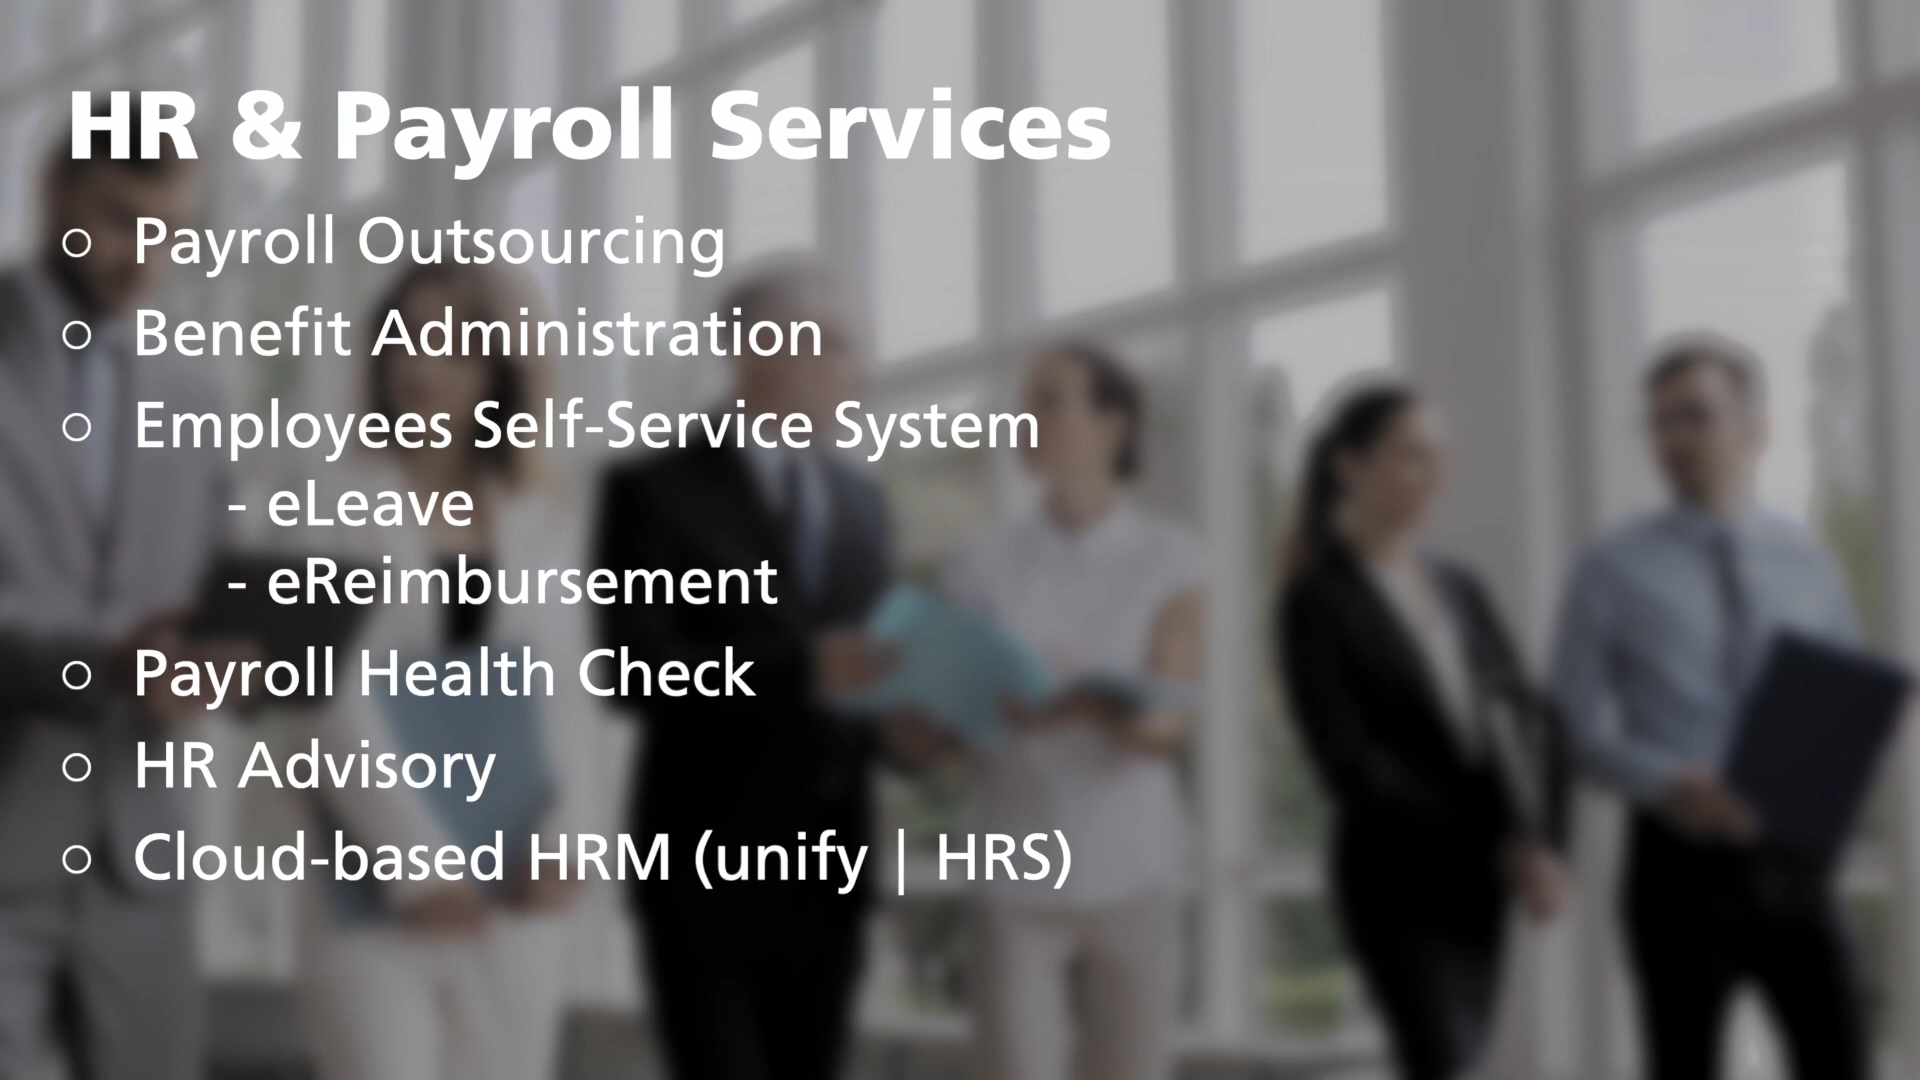 HR & Payroll Services
○ Payroll Outsourcing
○ Benefit Administration
○ Employees Self-Service System
- eLeave
- eReimbursement
○ Payroll Health Check
○ HR Advisory
○ Cloud-based HRM (unify | HRS)